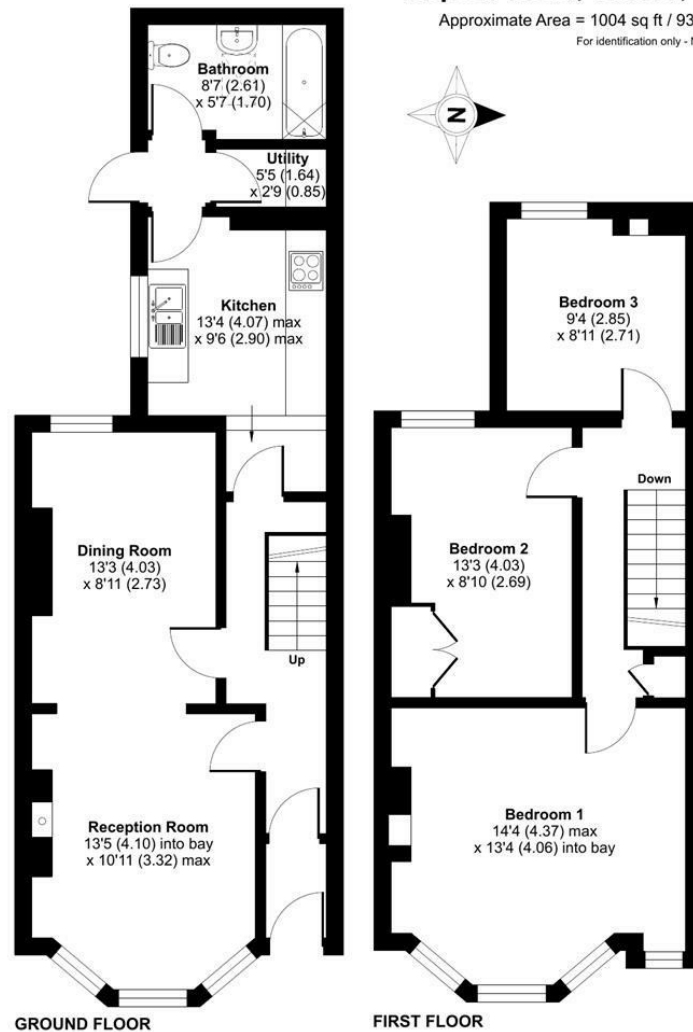 Approximate Area = 1004 sq ft / 93
For identification only -
N
Bathroom
8'7 (2.61)
x 5'7 (1.70)
Utility
5'5 (1.64)
x 2'9 (0.85)
Kitchen
13'4 (4.07) max
x 9'6 (2.90) max
Dining Room
13'3 (4.03)
x 8'11 (2.73)
Up
Reception Room
13'5 (4.10) into bay
x 10'11 (3.32) max
GROUND FLOOR
Bedroom 3
9'4 (2.85)
x 8'11 (2.71)
Down
Bedroom 2
13'3 (4.03)
x 8'10 (2.69)
Bedroom 1
14'4 (4.37) max
x 13'4 (4.06) into bay
FIRST FLOOR